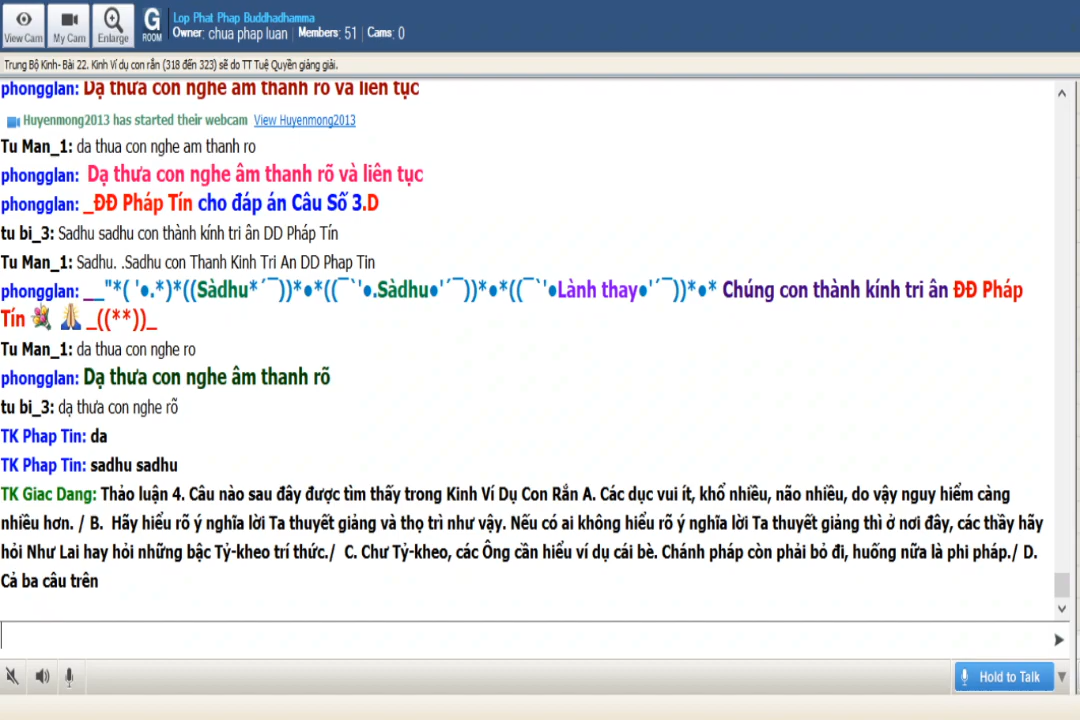 View Cam
My Cam
Enlarge
G
ROOM
Lop Phat Phap Buddhadhamma
Owner: chua phap luan | Members: 51 | Cams: 0
Trung Bộ Kinh- Bài 22. Kinh Ví dụ con rắn (318 đến 323) sẽ do TT Tuệ Quyền giảng giải.
phongglan: Dạ thưa con nghe âm thanh rõ và liên tục
Huyenmong2013 has started their webcam View Huyenmong2013
Tu Man_1: da thua con nghe am thanh ro
phongglan: Dạ thưa con nghe âm thanh rõ và liên tục
phongglan: _ĐĐ Pháp Tín cho đáp án Câu Số 3.D
tu bi_3: Sadhu sadhu con thành kính tri ân DD Pháp Tín
Tu Man_1: Sadhu. .Sadhu con Thanh Kinh Tri An DD Phap Tin
phongglan: __"*( '●.*)*((Sàdhu*´¯))*●*((¯`'●.Sàdhu●'´¯))*●*((¯`'●Lành thay●'´¯))*●* Chúng con thành kính tri ân ĐĐ Pháp
Tín 💐 🙏 _((**))_
Tu Man_1: da thua con nghe ro
phongglan: Dạ thưa con nghe âm thanh rõ
tu bi_3: dạ thưa con nghe rõ
TK Phap Tin: da
TK Phap Tin: sadhu sadhu
TK Giac Dang: Thảo luận 4. Câu nào sau đây được tìm thấy trong Kinh Ví Dụ Con Rắn A. Các dục vui ít, khổ nhiều, não nhiều, do vậy nguy hiểm càng
nhiều hơn. / B. Hãy hiểu rõ ý nghĩa lời Ta thuyết giảng và thọ trì như vậy. Nếu có ai không hiểu rõ ý nghĩa lời Ta thuyết giảng thì ở nơi đây, các thầy hãy
hỏi Như Lai hay hỏi những bậc Tỷ-kheo trí thức./ C. Chư Tỷ-kheo, các Ông cần hiểu ví dụ cái bè. Chánh pháp còn phải bỏ đi, huống nữa là phi pháp./ D.
Cả ba câu trên
Hold to Talk